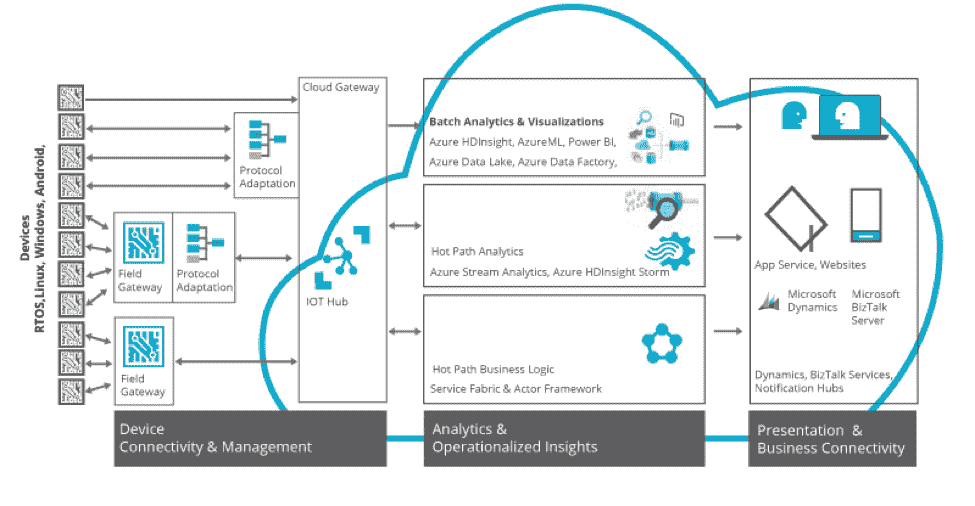 Devices
RTOS,Linux, Windows, Android,
Cloud Gateway
Protocol
Adaptation
Field
Gateway
Protocol
Adaptation
IOT Hub
Field
Gateway
Device
Connectivity & Management
Batch Analytics & Visualizations
Azure HDInsight, AzureML, Power BI,
Azure Data Lake, Azure Data Factory,
Hot Path Analytics
Azure Stream Analytics, Azure HDInsight Storm
Hot Path Business Logic
Service Fabric & Actor Framework
Analytics &
Operationalized Insights
App Service, Websites
Microsoft
Dynamics
Microsoft
BizTalk
Server
Dynamics, BizTalk Services,
Notification Hubs
Presentation &
Business Connectivity